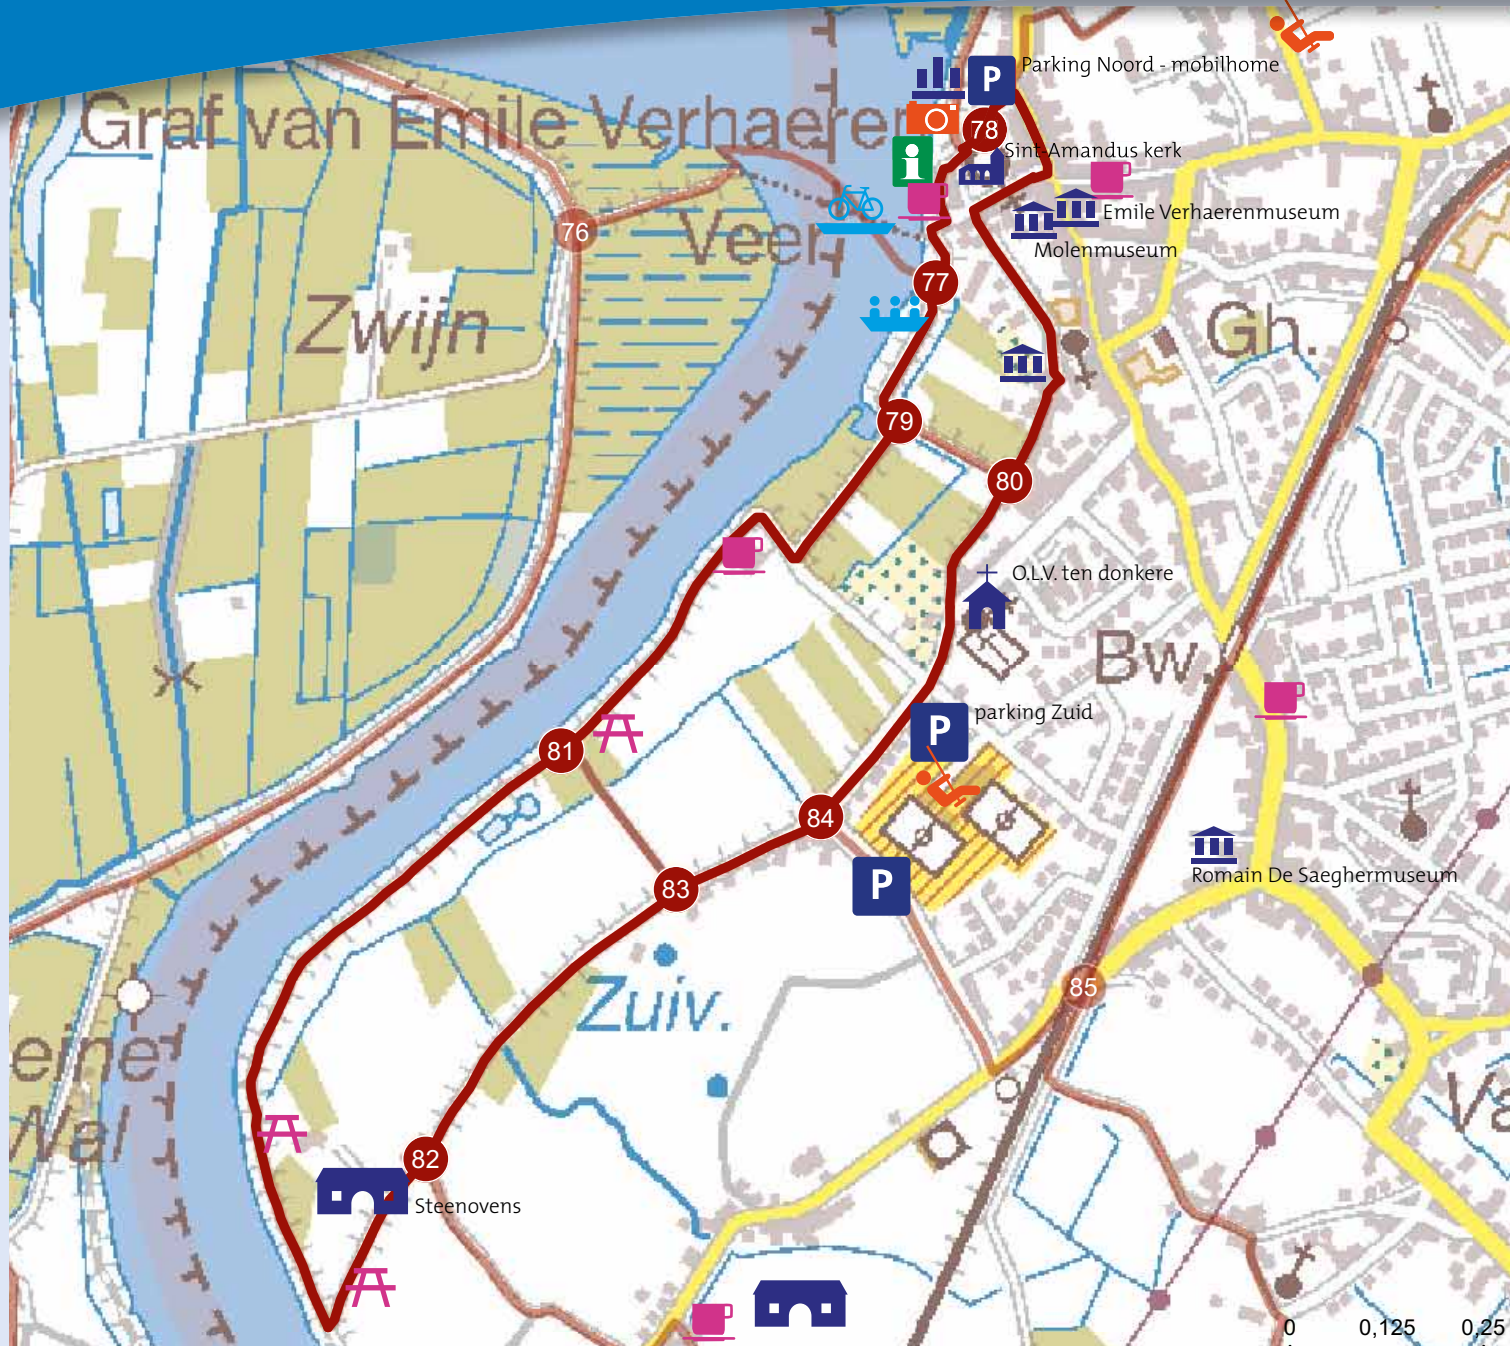 Parking Noord - mobilhome
P
Graf van Emile Verhaeren
78
i
Sint-Amandus kerk
76
Veer
Emile Verhaerenmuseum
Molenmuseum
77
Zwijn
Gh.
79
80
O.L.V. ten donkere
Bw.
parking Zuid
P
81
84
83
P
Romain De Saeghermuseum
Zuiv.
85
eine
Val
Va
82
Steenovens
0 0,125 0,25